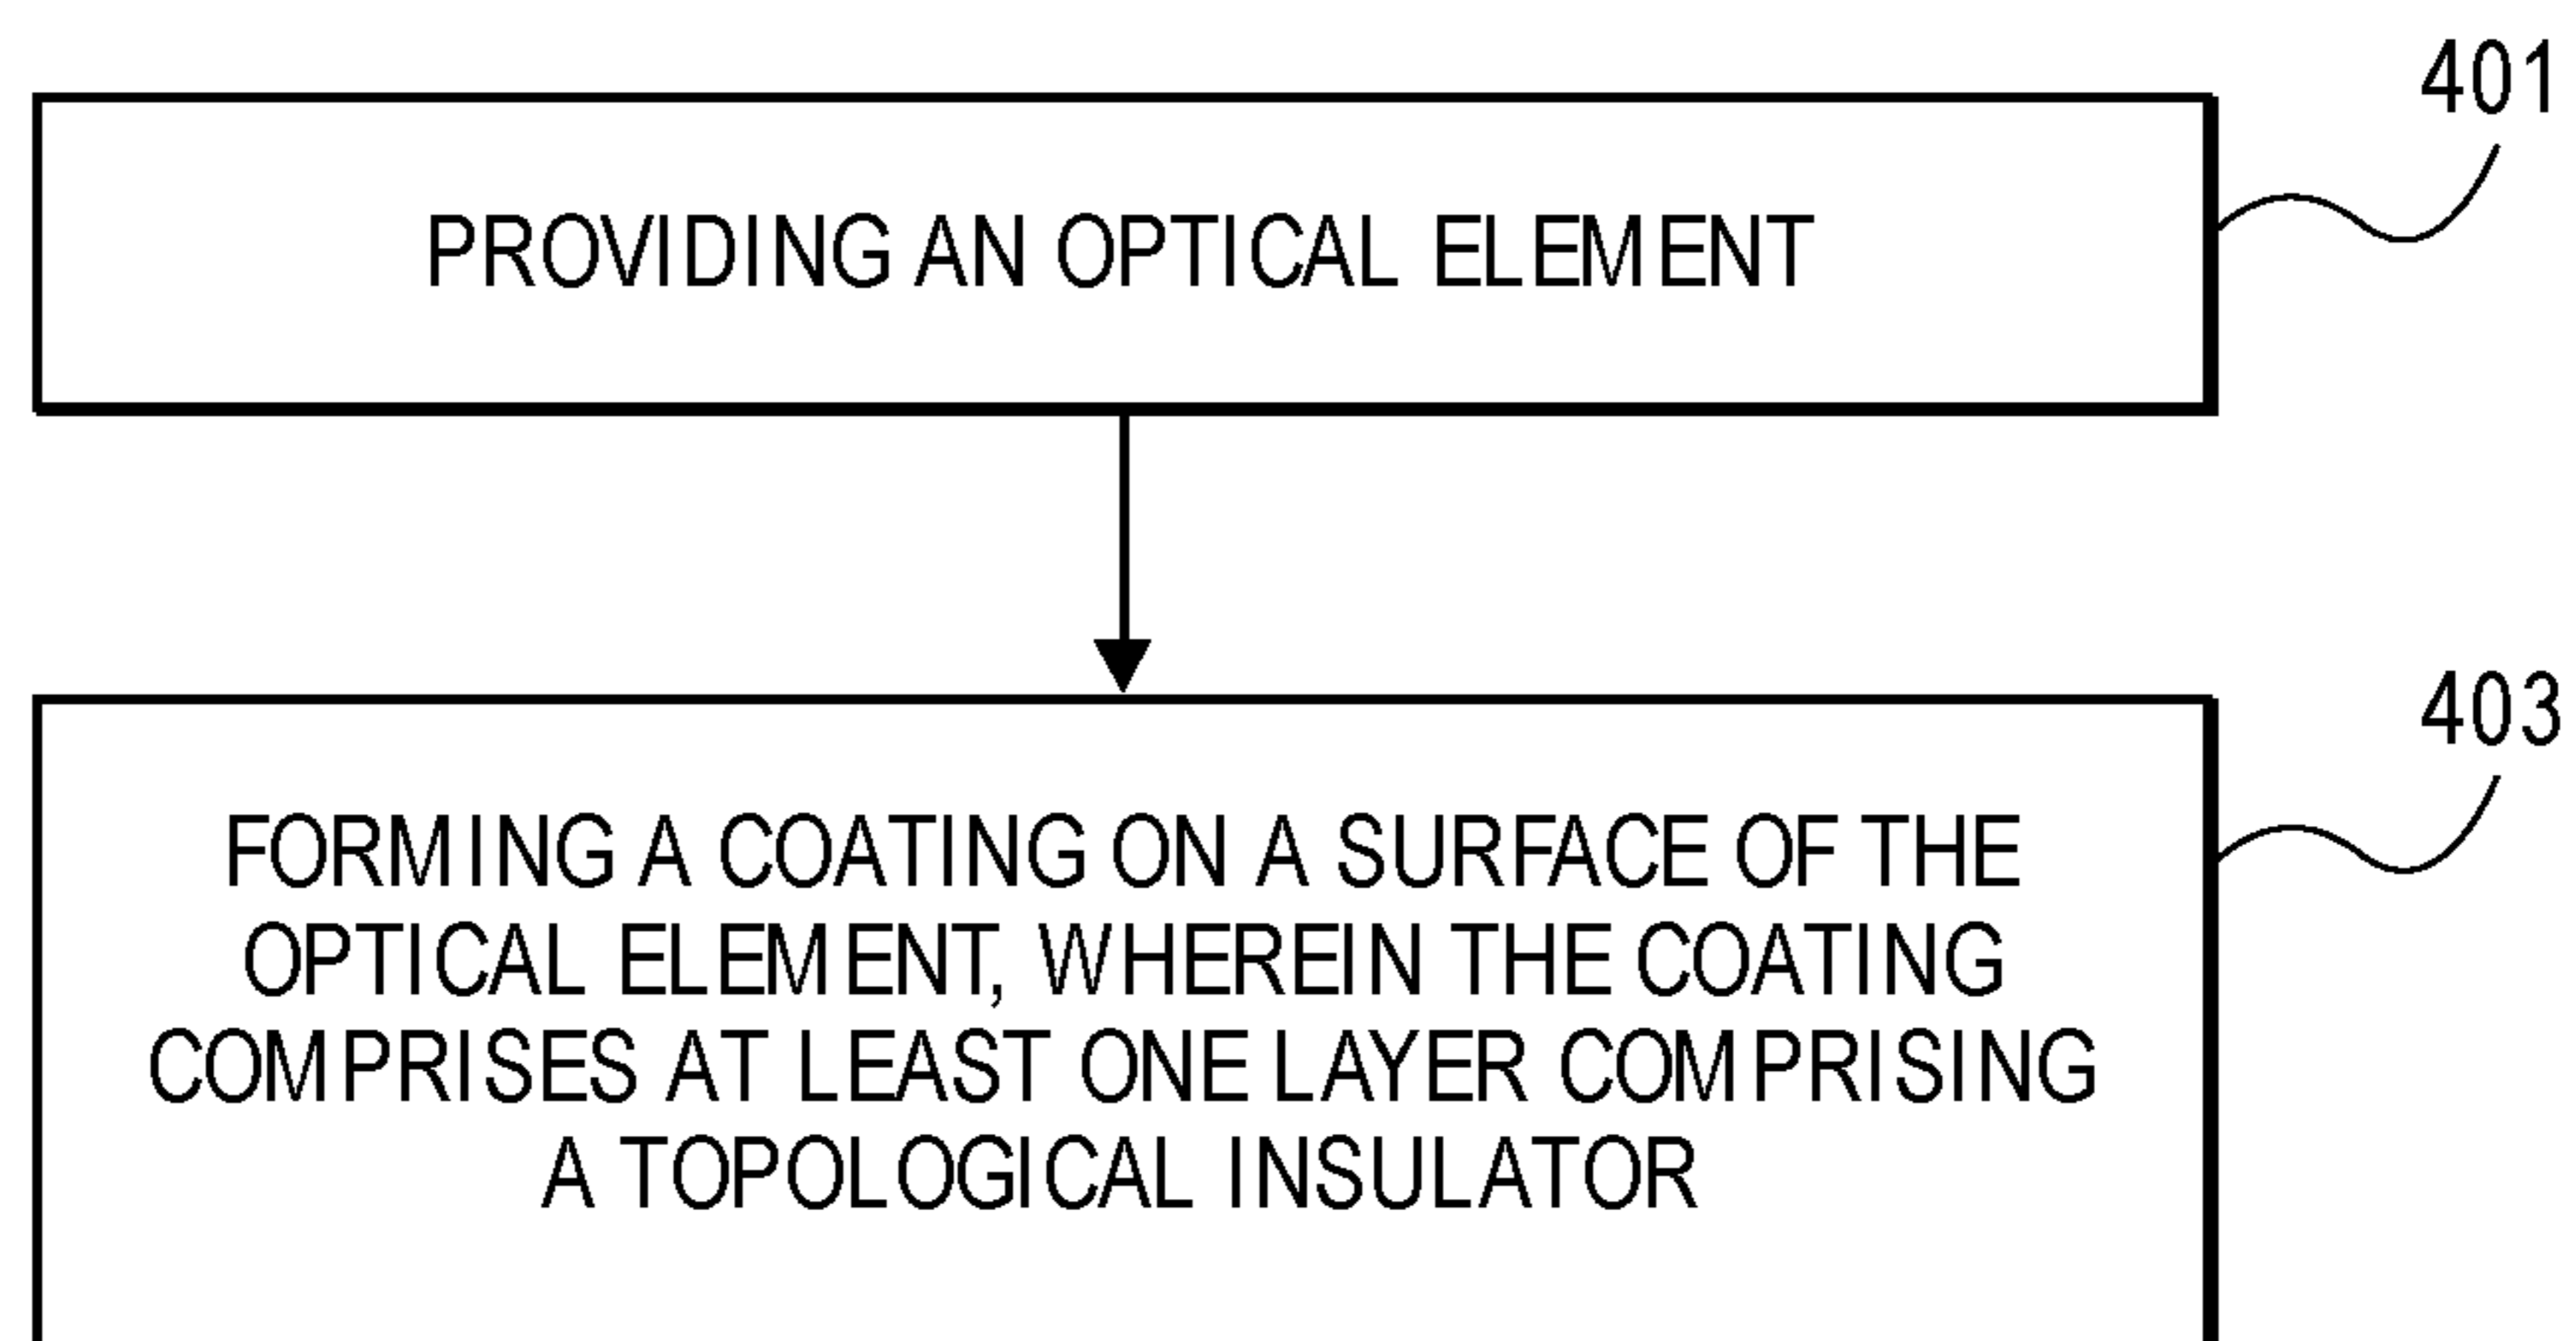 401
PROVIDING AN OPTICAL ELEMENT
403
FORMING A COATING ON A SURFACE OF THE
OPTICAL ELEMENT, WHEREIN THE COATING
COMPRISES AT LEAST ONE LAYER COMPRISING
A TOPOLOGICAL INSULATOR